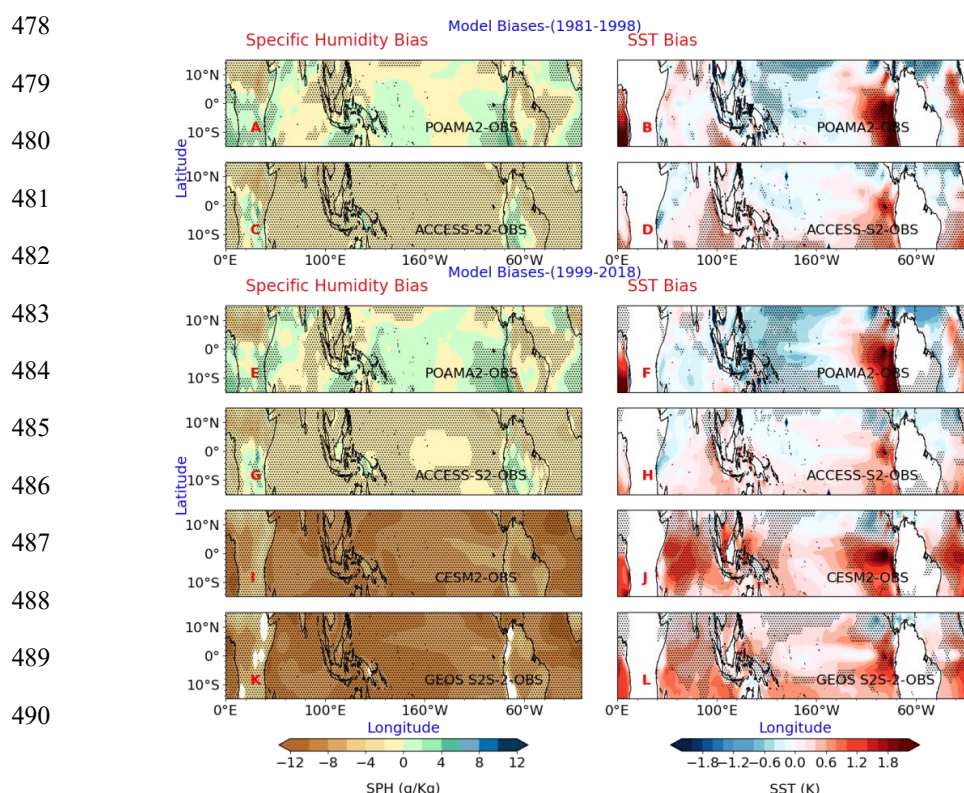 478
479
480
481
482
483
484
485
486
487
488
489
490
Model Biases-(1981-1998)
Specific Humidity Bias
SST Bias
10°N
0°
10°S
A
POAMA2-OBS
B
POAMA2-OBS
Latitude
10°N
0°
10°S
C
ACCESS-S2-OBS
D
ACCESS-S2-OBS
0°E 100°E 160°W 60°W
0°E 100°E 160°W 60°W
Model Biases-(1999-2018)
Specific Humidity Bias
SST Bias
10°N
0°
10°S
E
POAMA2-OBS
F
POAMA2-OBS
Latitude
10°N
0°
10°S
G
ACCESS-S2-OBS
H
ACCESS-S2-OBS
10°N
0°
10°S
I
CESM2-OBS
J
CESM2-OBS
10°N
0°
10°S
K
GEOS S2S-2-OBS
L
GEOS S2S-2-OBS
0°E 100°E 160°W 60°W
0°E 100°E 160°W 60°W
Longitude
Longitude
−12 −8 −4 0 4 8 12
SPH (g/Kg)
−1.8 −1.2 −0.6 0.0 0.6 1.2 1.8
SST (K)